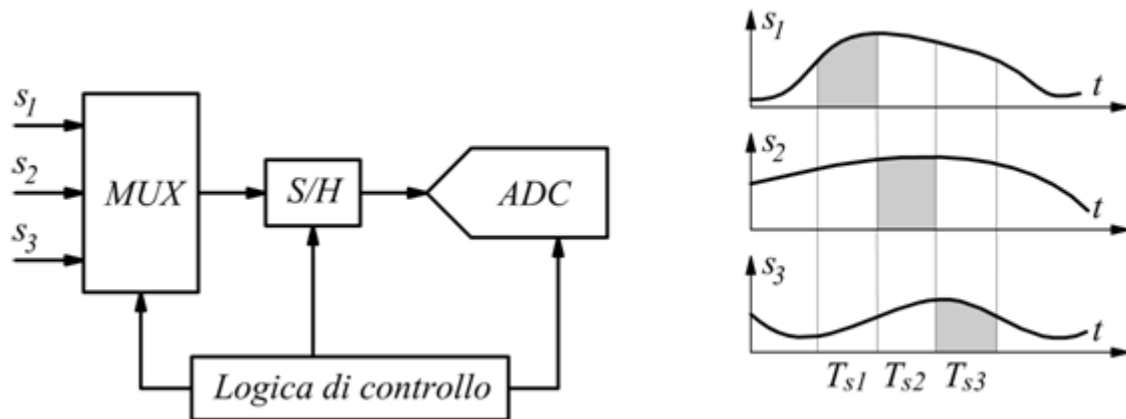 s1
s2
s3
MUX
S/H
ADC
Logica di controllo
s1
t
s2
t
s3
t
Ts1 Ts2 Ts3